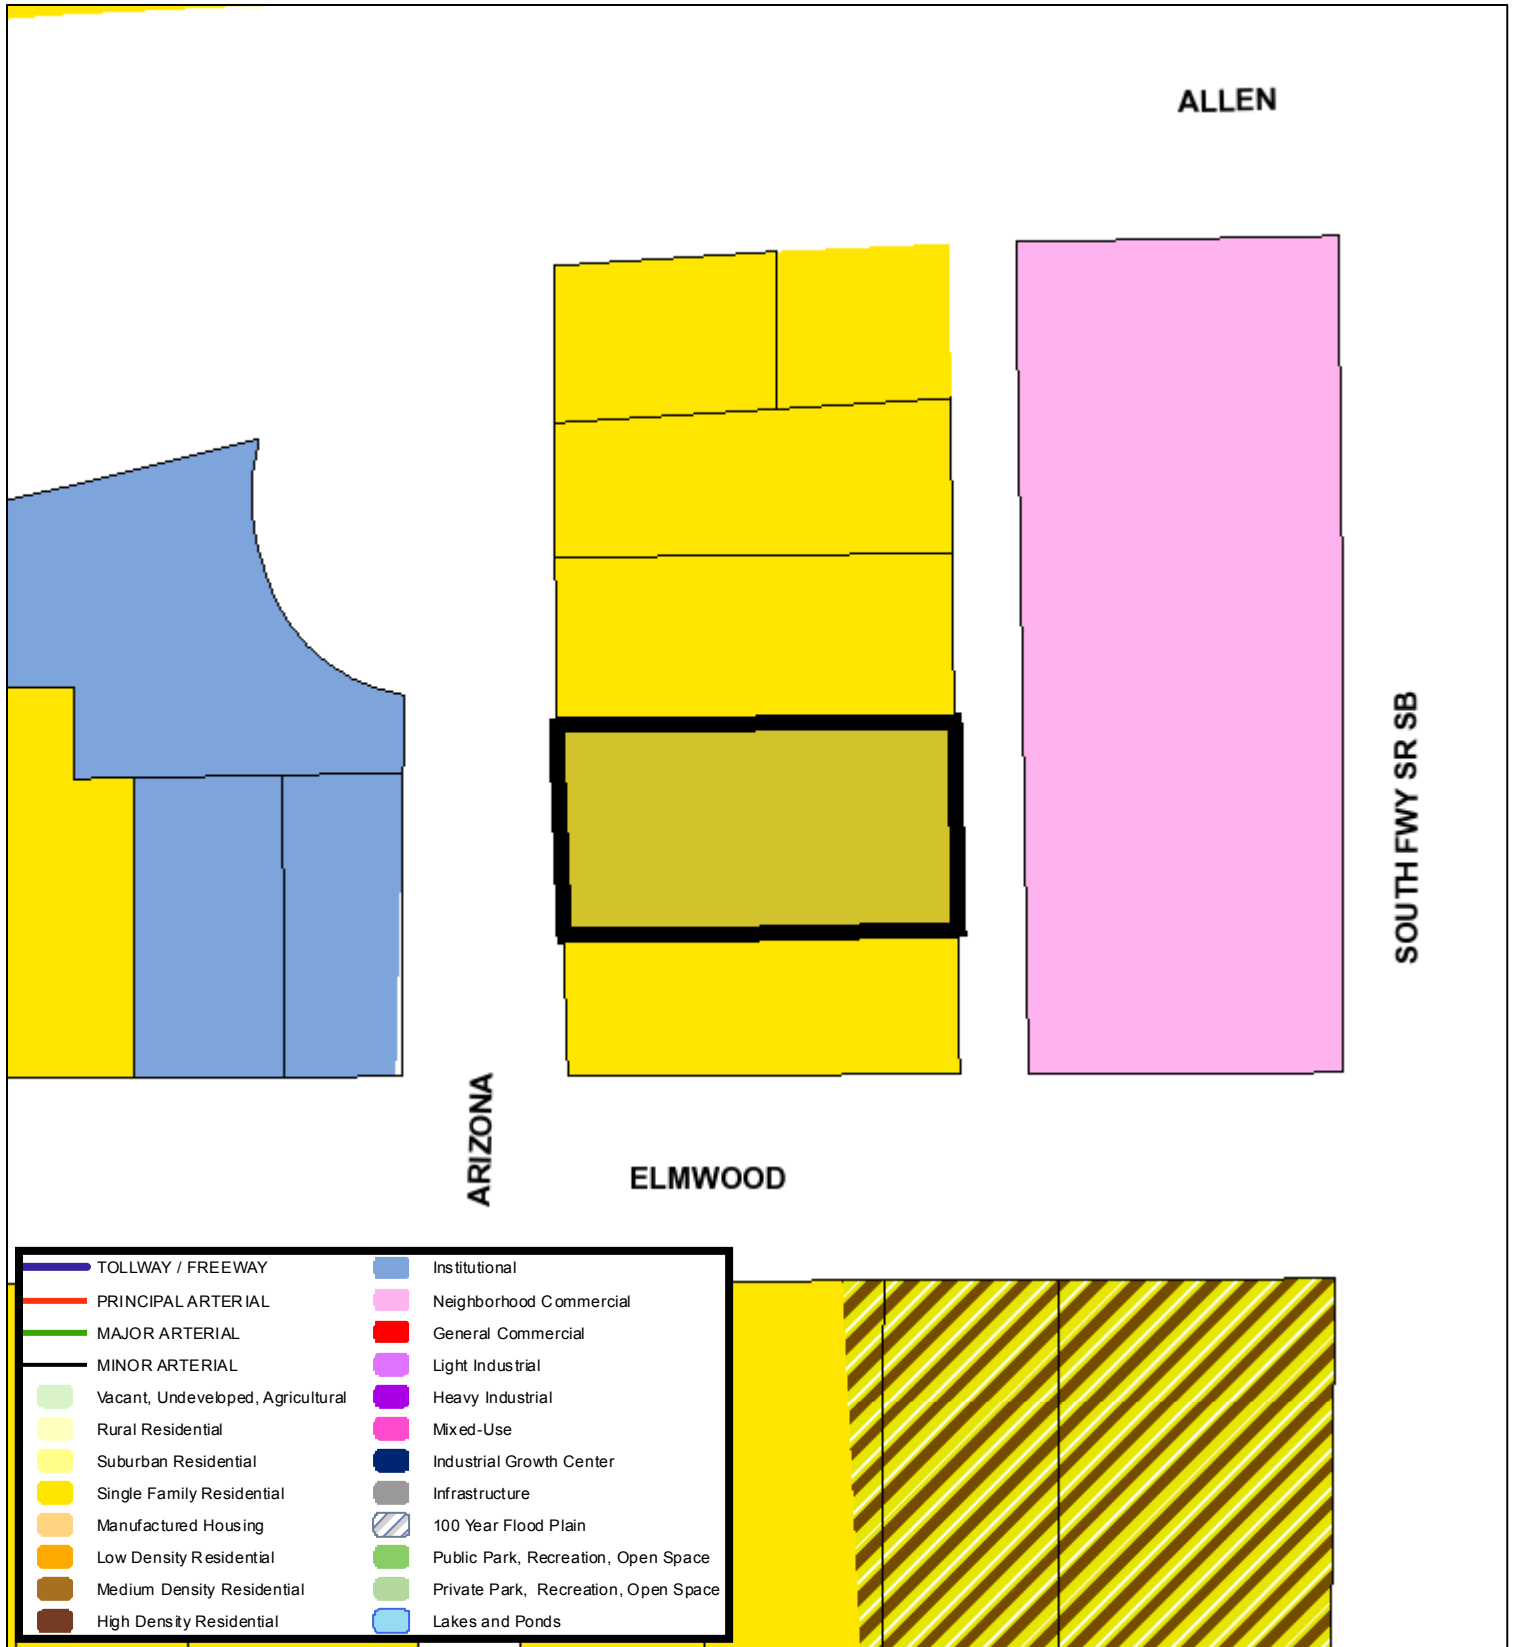 ALLEN
SOUTH FWY SR SB
ARIZONA
ELMWOOD
TOLLWAY / FREEWAY
PRINCIPAL ARTERIAL
MAJOR ARTERIAL
MINOR ARTERIAL
Vacant, Undeveloped, Agricultural
Rural Residential
Suburban Residential
Single Family Residential
Manufactured Housing
Low Density Residential
Medium Density Residential
High Density Residential
Institutional
Neighborhood Commercial
General Commercial
Light Industrial
Heavy Industrial
Mixed-Use
Industrial Growth Center
Infrastructure
100 Year Flood Plain
Public Park, Recreation, Open Space
Private Park, Recreation, Open Space
Lakes and Ponds